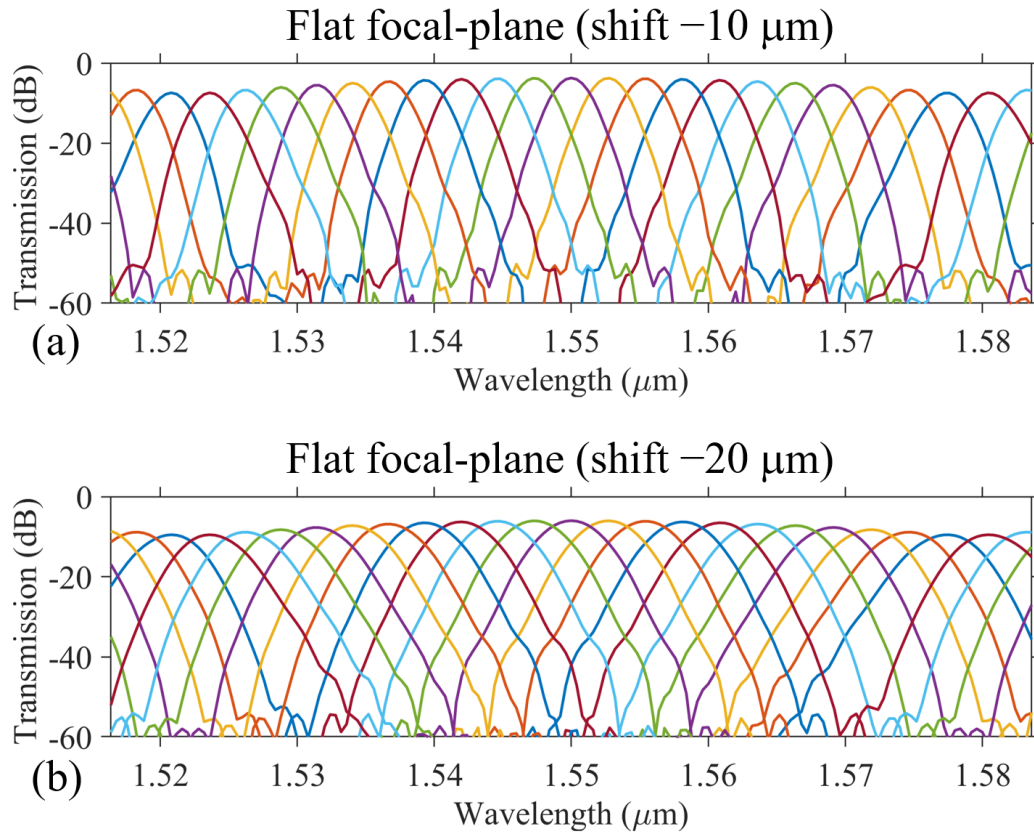 Flat focal-plane (shift −10 μm)
Transmission (dB)
0
-20
-40
-60
1.52 1.53 1.54 1.55 1.56 1.57 1.58
Wavelength (μm)
(a)
Flat focal-plane (shift −20 μm)
Transmission (dB)
0
-20
-40
-60
1.52 1.53 1.54 1.55 1.56 1.57 1.58
Wavelength (μm)
(b)